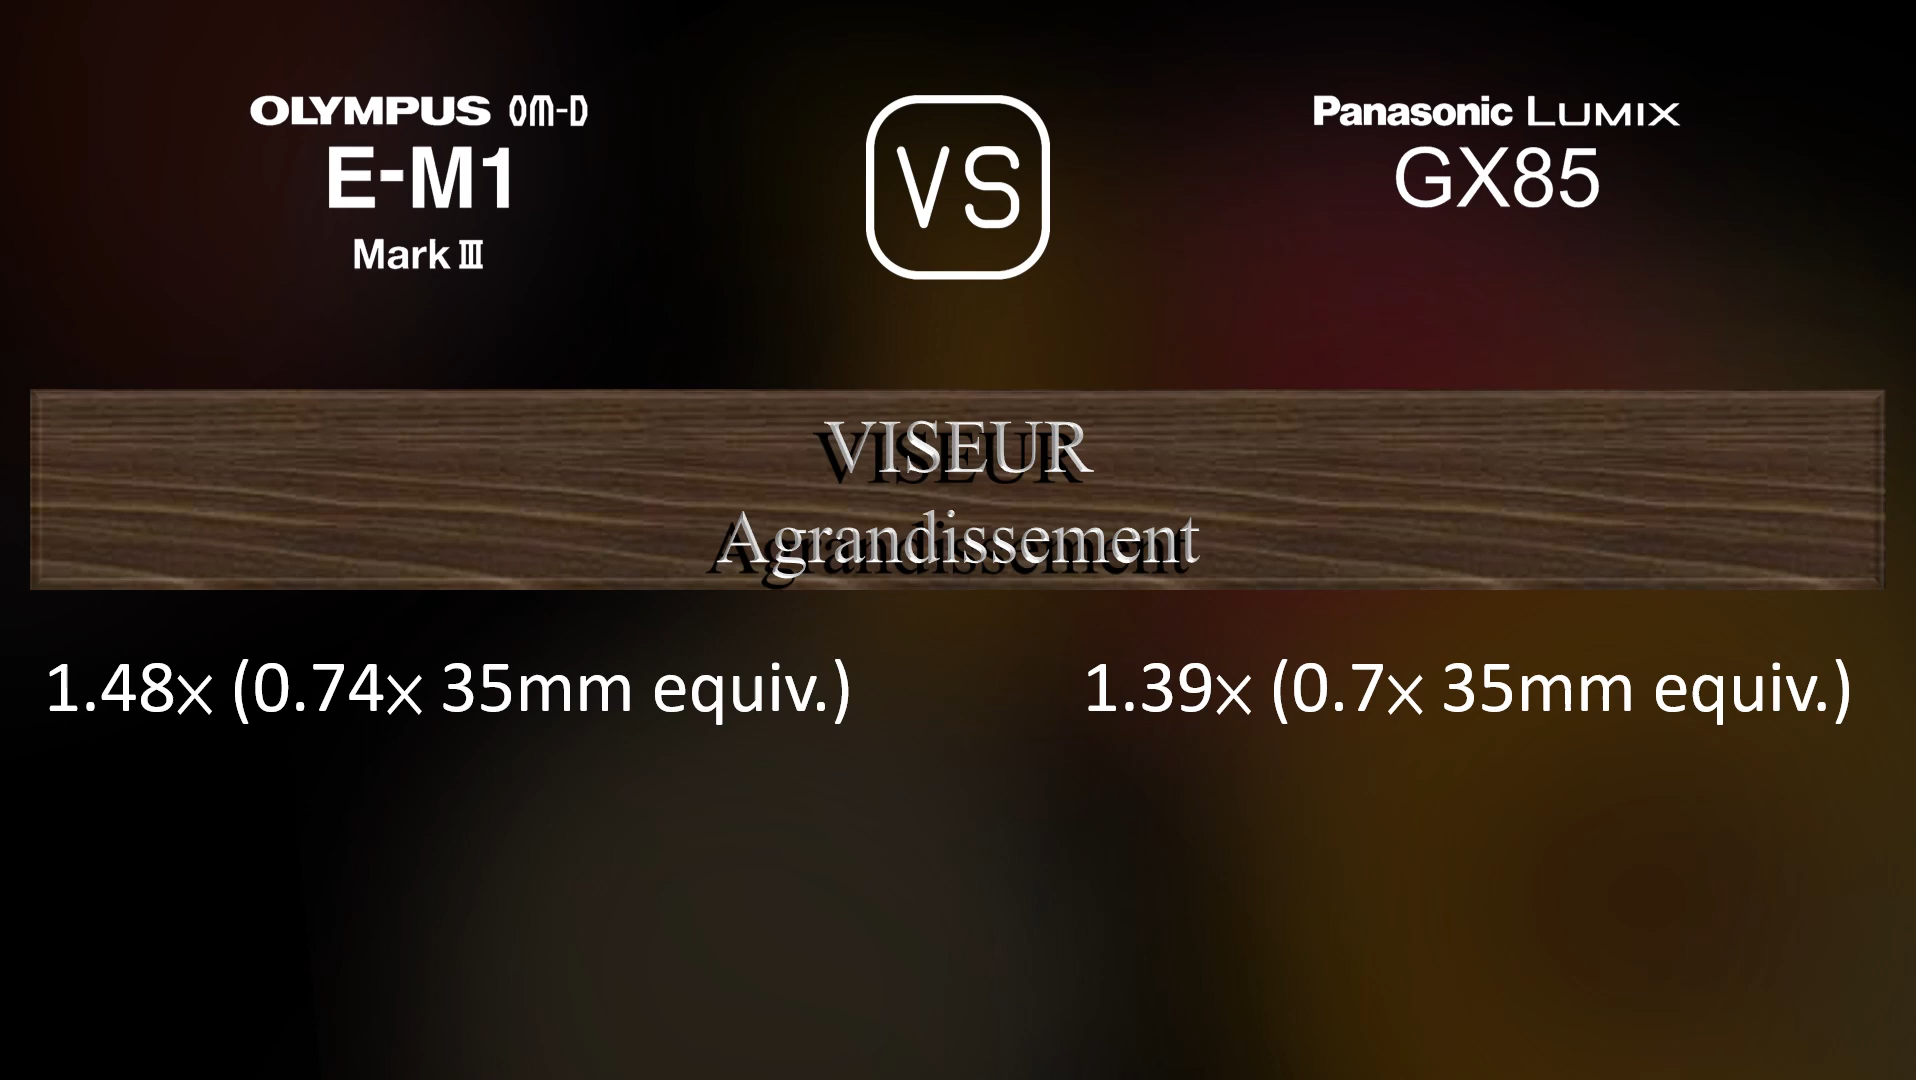 OLYMPUS OM-D
E-M1
Mark III
VS
Panasonic LUMIX
GX85
VISEUR
Agrandissement
1.48x (0.74x 35mm equiv.)
1.39x (0.7x 35mm equiv.)